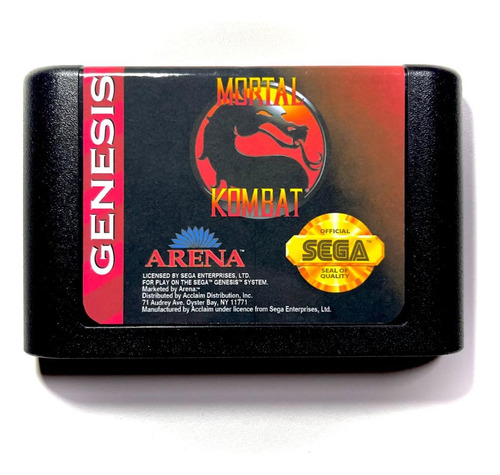 GENESIS
MORTAL
KOMBAT
ARENA
LICENSED BY SEGA ENTERPRISES, LTD.
FOR PLAY ON THE SEGA™ GENESIS™ SYSTEM.
Marketed by Arena™
Distributed by Acclaim Distribution, Inc.
71 Audrey Ave. Oyster Bay, NY 11771
Manufactured by Acclaim under licence from Sega Enterprises, Ltd.
OFFICIAL
SEGA™
SEAL OF
QUALITY